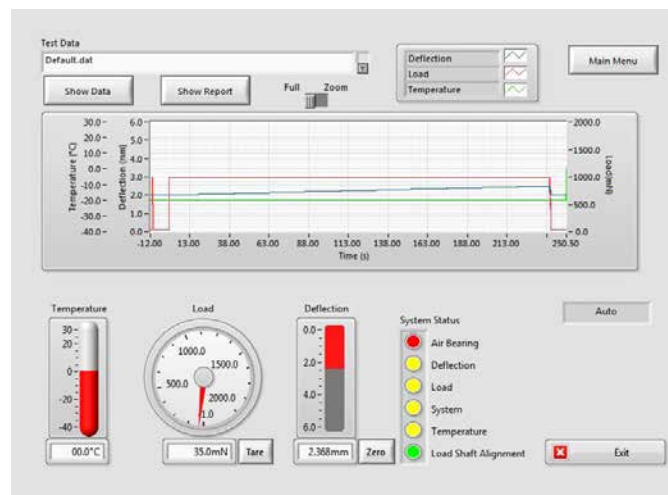 Test Data
Default.dat
Show Data
Show Report
Full Zoom
Deflection
Load
Temperature
Main Menu
Temperature (°C)
30.0
20.0
10.0
0.0
-10.0
-20.0
-30.0
-40.0
Deflection (mm)
6.0
5.0
4.0
3.0
2.0
1.0
0.0
2000.0
1500.0
1000.0
500.0
0.0
Load(mN)
-12.00 13.00 38.00 63.00 88.00 113.00 138.00 163.00 188.00 213.00 250.50
Time (s)
Temperature
30
20
0
-20
-40
00.0°C
Load
1000.0
1500.0
500.0
2000.0
35.0mN
Tare
Deflection
0.0
2.0
4.0
6.0
2.368mm
Zero
System Status
Air Bearing
Deflection
Load
System
Temperature
Load Shaft Alignment
Auto
Exit